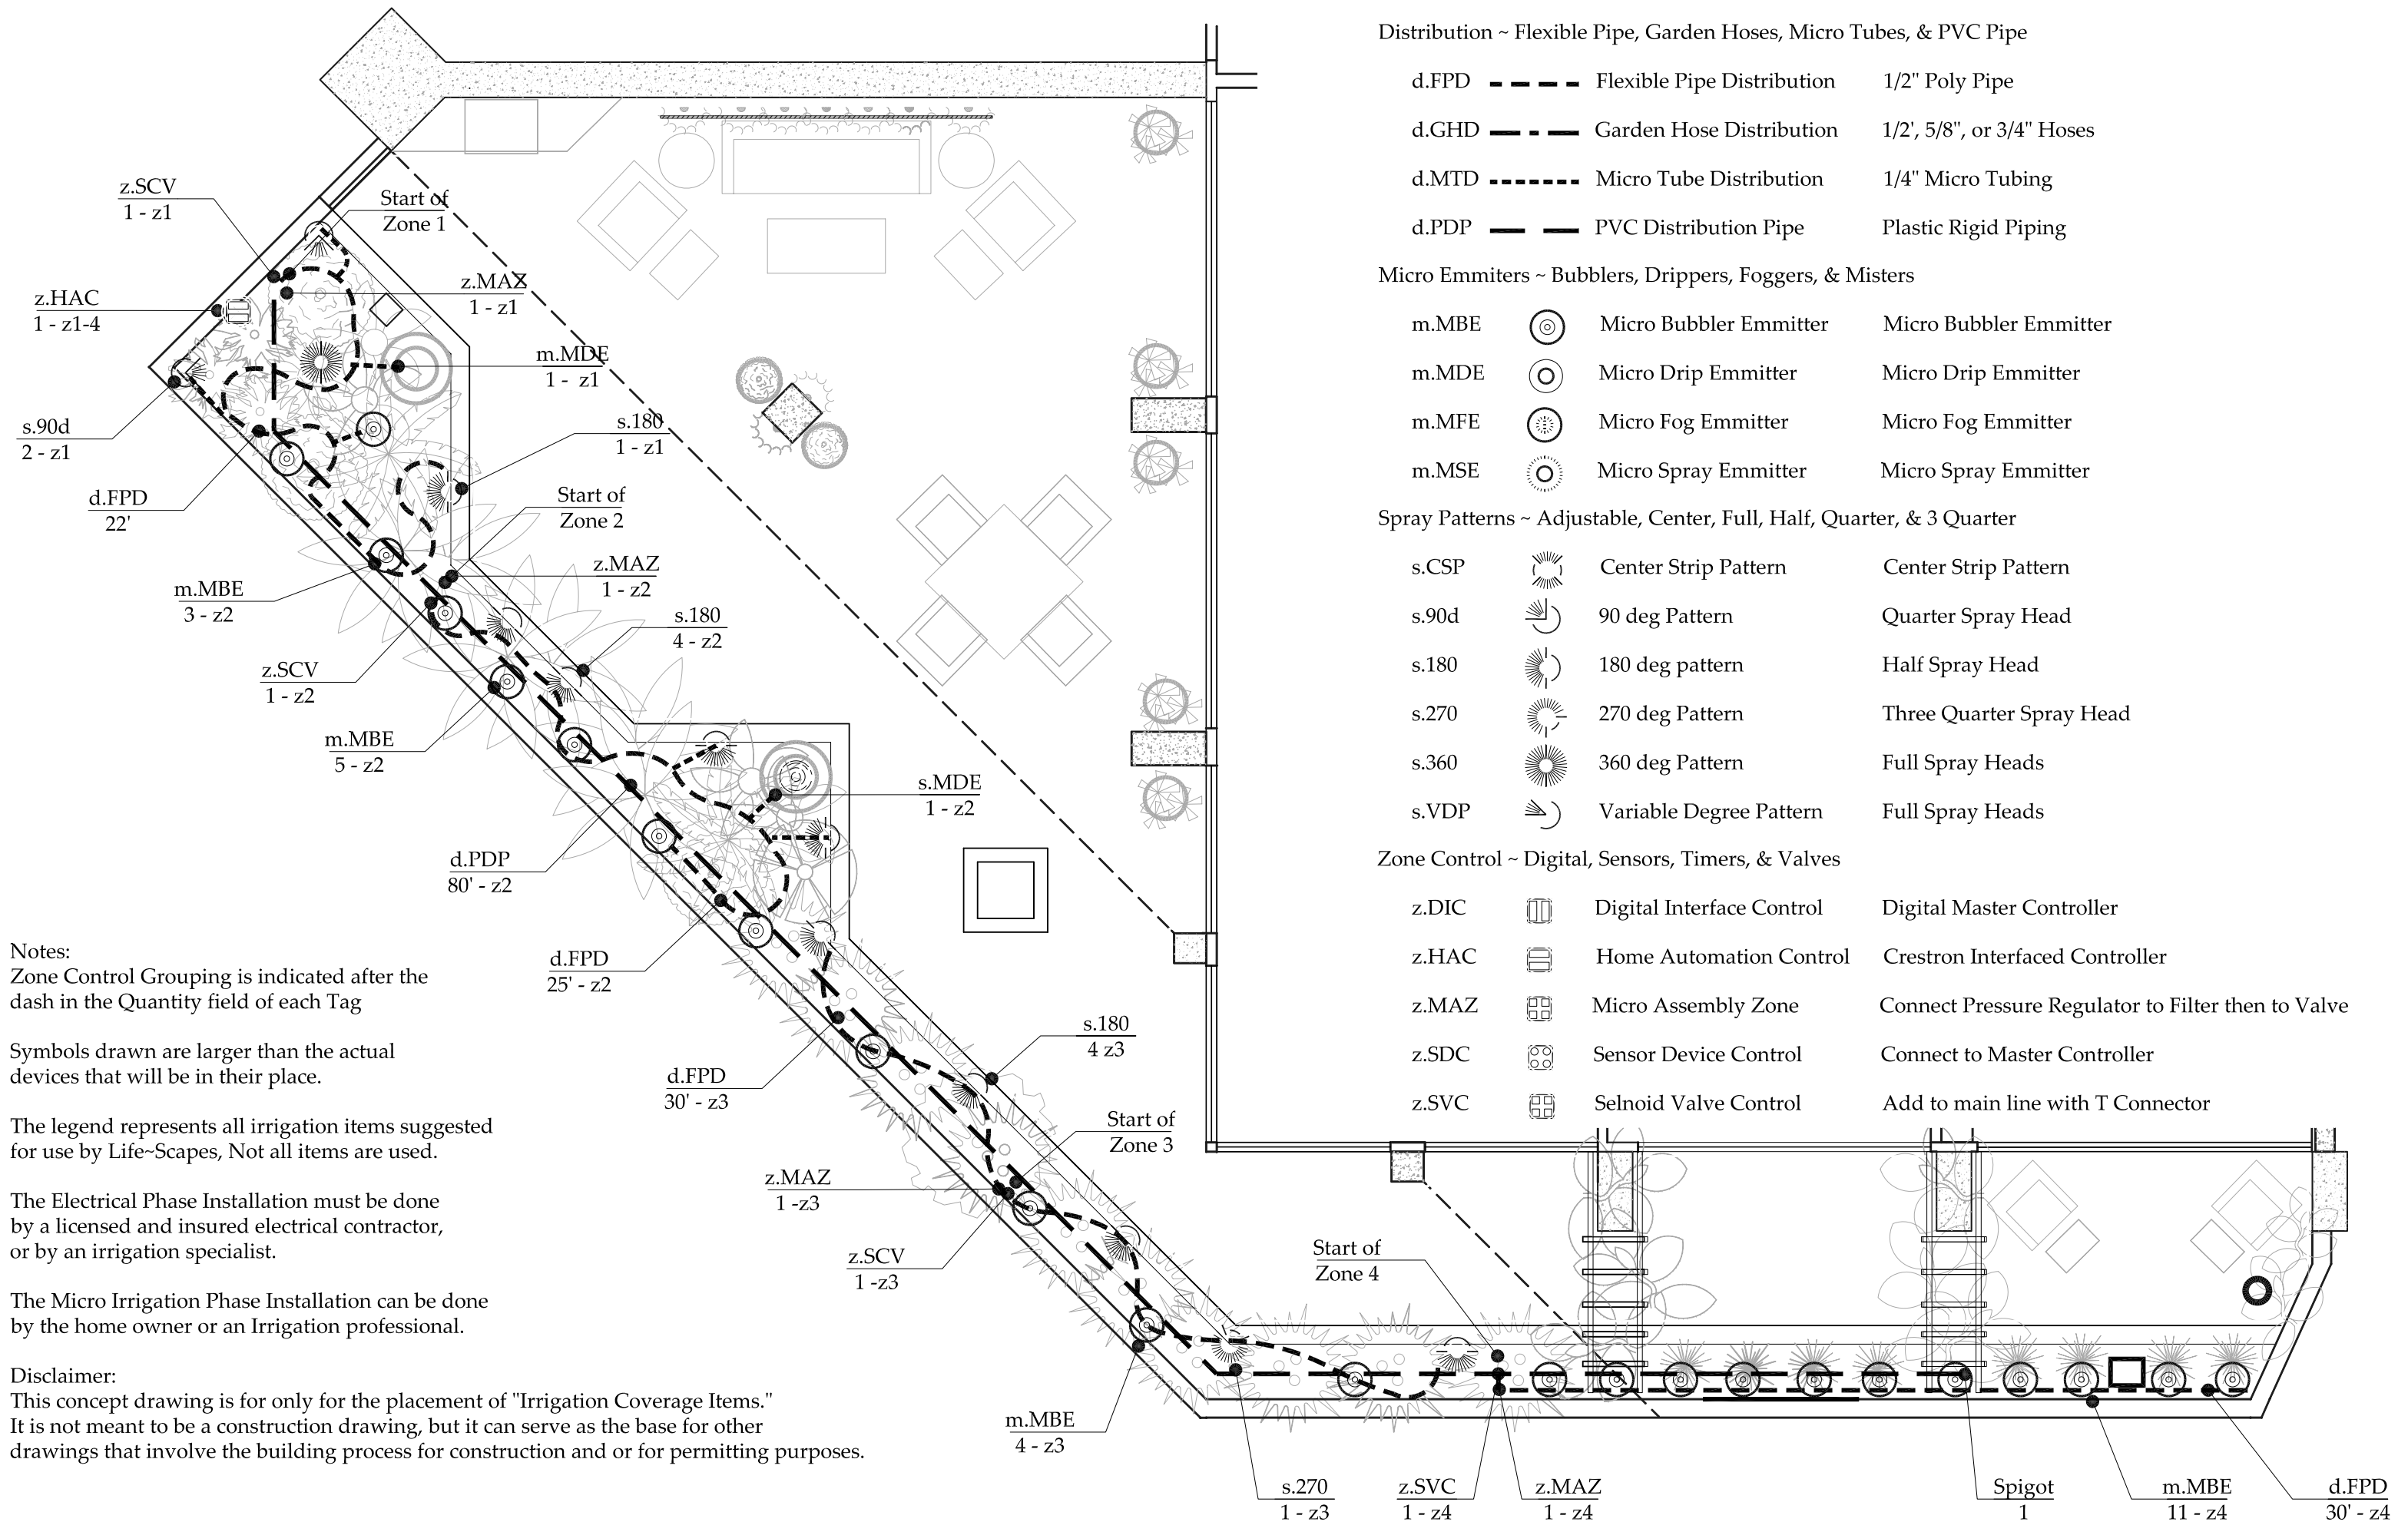 Distribution ~ Flexible Pipe, Garden Hoses, Micro Tubes, & PVC Pipe
d.FPD Flexible Pipe Distribution 1/2" Poly Pipe
d.GHD Garden Hose Distribution 1/2', 5/8", or 3/4" Hoses
d.MTD Micro Tube Distribution 1/4" Micro Tubing
d.PDP PVC Distribution Pipe Plastic Rigid Piping
Micro Emmiters ~ Bubblers, Drippers, Foggers, & Misters
m.MBE Micro Bubbler Emmitter Micro Bubbler Emmitter
m.MDE Micro Drip Emmitter Micro Drip Emmitter
m.MFE Micro Fog Emmitter Micro Fog Emmitter
m.MSE Micro Spray Emmitter Micro Spray Emmitter
Spray Patterns ~ Adjustable, Center, Full, Half, Quarter, & 3 Quarter
s.CSP Center Strip Pattern Center Strip Pattern
s.90d 90 deg Pattern Quarter Spray Head
s.180 180 deg pattern Half Spray Head
s.270 270 deg Pattern Three Quarter Spray Head
s.360 360 deg Pattern Full Spray Heads
s.VDP Variable Degree Pattern Full Spray Heads
Zone Control ~ Digital, Sensors, Timers, & Valves
z.DIC Digital Interface Control Digital Master Controller
z.HAC Home Automation Control Crestron Interfaced Controller
z.MAZ Micro Assembly Zone Connect Pressure Regulator to Filter then to Valve
z.SDC Sensor Device Control Connect to Master Controller
z.SVC Selnoid Valve Control Add to main line with T Connector
z.SCV
1 - z1
Start of
Zone 1
z.HAC
1 - z1-4
z.MAZ
1 - z1
m.MDE
1 - z1
s.90d
2 - z1
s.180
1 - z1
d.FPD
22'
Start of
Zone 2
m.MBE
3 - z2
z.MAZ
1 - z2
s.180
4 - z2
z.SCV
1 - z2
m.MBE
5 - z2
s.MDE
1 - z2
d.PDP
80' - z2
d.FPD
25' - z2
d.FPD
30' - z3
s.180
4 z3
Start of
Zone 3
z.MAZ
1 -z3
z.SCV
1 -z3
Start of
Zone 4
m.MBE
4 - z3
s.270
1 - z3
z.SVC
1 - z4
z.MAZ
1 - z4
Spigot
1
m.MBE
11 - z4
d.FPD
30' - z4
Notes:
Zone Control Grouping is indicated after the
dash in the Quantity field of each Tag
Symbols drawn are larger than the actual
devices that will be in their place.
The legend represents all irrigation items suggested
for use by Life~Scapes, Not all items are used.
The Electrical Phase Installation must be done
by a licensed and insured electrical contractor,
or by an irrigation specialist.
The Micro Irrigation Phase Installation can be done
by the home owner or an Irrigation professional.
Disclaimer:
This concept drawing is for only for the placement of "Irrigation Coverage Items."
It is not meant to be a construction drawing, but it can serve as the base for other
drawings that involve the building process for construction and or for permitting purposes.